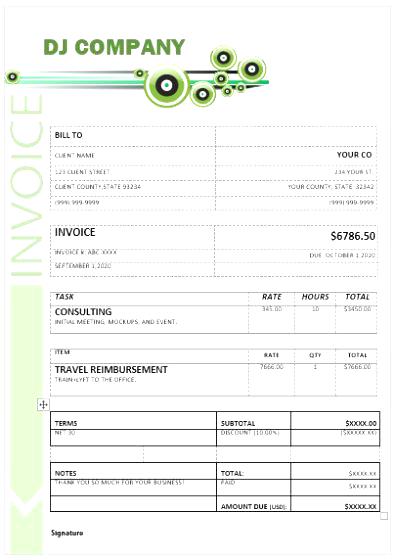 DJ COMPANY
INVOICE
BILL TO
CLIENT NAME YOUR CO
123 CLIENT STREET 234 YOUR ST.
CLIENT COUNTY, STATE 93234 YOUR COUNTY, STATE 32342
(999) 999-9999 (999) 999-9999
INVOICE $6786.50
INVOICE #: ABC-XXXX DUE: OCTOBER 1,2020
SEPTEMBER 1,2020
TASK RATE HOURS TOTAL
CONSULTING 345.00 10 $3450.00
INITIAL MEETING, MOCKUPS, AND EVENT.
ITEM RATE QTY TOTAL
TRAVEL REIMBURSEMENT 7666.00 1 $7666.00
TRAIN+LYFT TO THE OFFICE.
TERMS SUBTOTAL $XXXX.00
NET 30 DISCOUNT (10.00%) ($XXXXX.XX)
NOTES TOTAL: $XXXX.XX
THANK YOU SO MUCH FOR YOUR BUSINESS! PAID $XXXX.XX
AMOUNT DUE (USD): $XXXX.XX
Signature